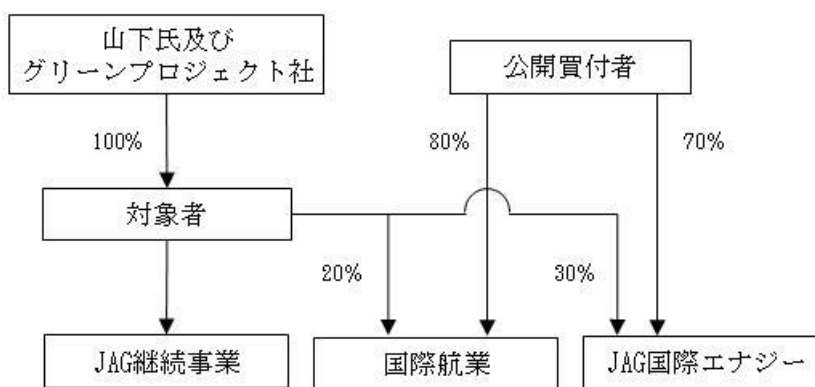 山下氏及び
グリーンプロジェクト社
公開買付者
100%
80%
70%
対象者
20%
30%
JAG継続事業
国際航業
JAG国際エナジー